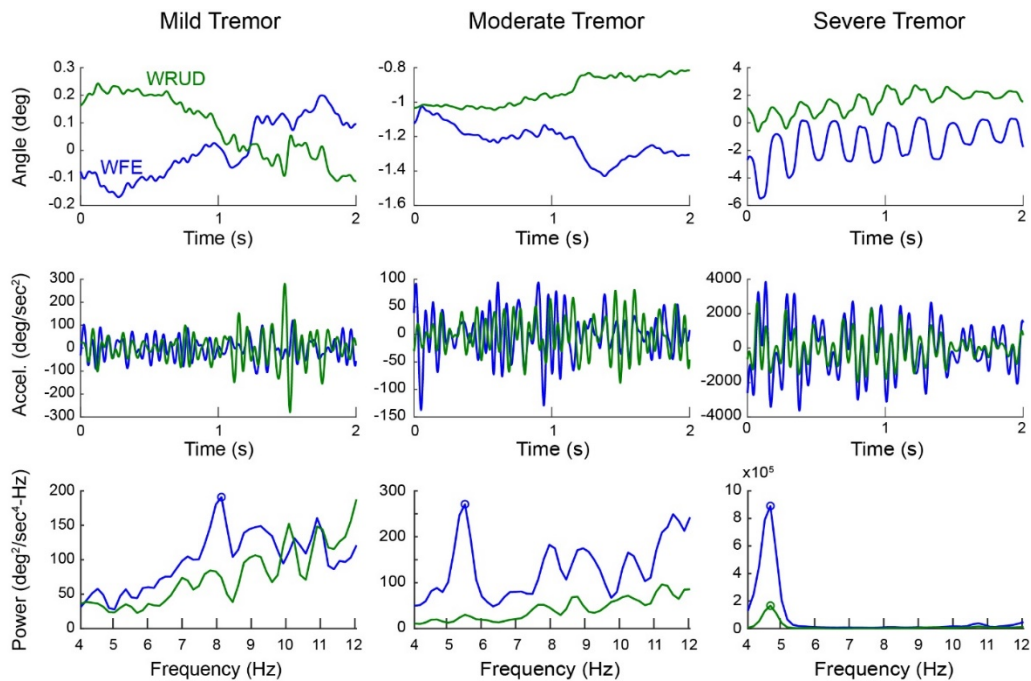 Mild Tremor Moderate Tremor Severe Tremor
Angle (deg)
0.3
0.2
0.1
0
-0.1
-0.2
WRUD
WFE
0 1 2
Time (s)
-0.8
-1
-1.2
-1.4
-1.6
0 1 2
Time (s)
4
2
0
-2
-4
-6
0 1 2
Time (s)
Accel. (deg/sec²)
300
200
100
0
-100
-200
-300
0 1 2
Time (s)
100
50
0
-50
-100
-150
0 1 2
Time (s)
4000
2000
0
-2000
-4000
0 1 2
Time (s)
Power (deg²/sec⁴-Hz)
200
150
100
50
0
4 5 6 7 8 9 10 11 12
Frequency (Hz)
300
200
100
0
4 5 6 7 8 9 10 11 12
Frequency (Hz)
x10⁵
10
8
6
4
2
0
4 5 6 7 8 9 10 11 12
Frequency (Hz)